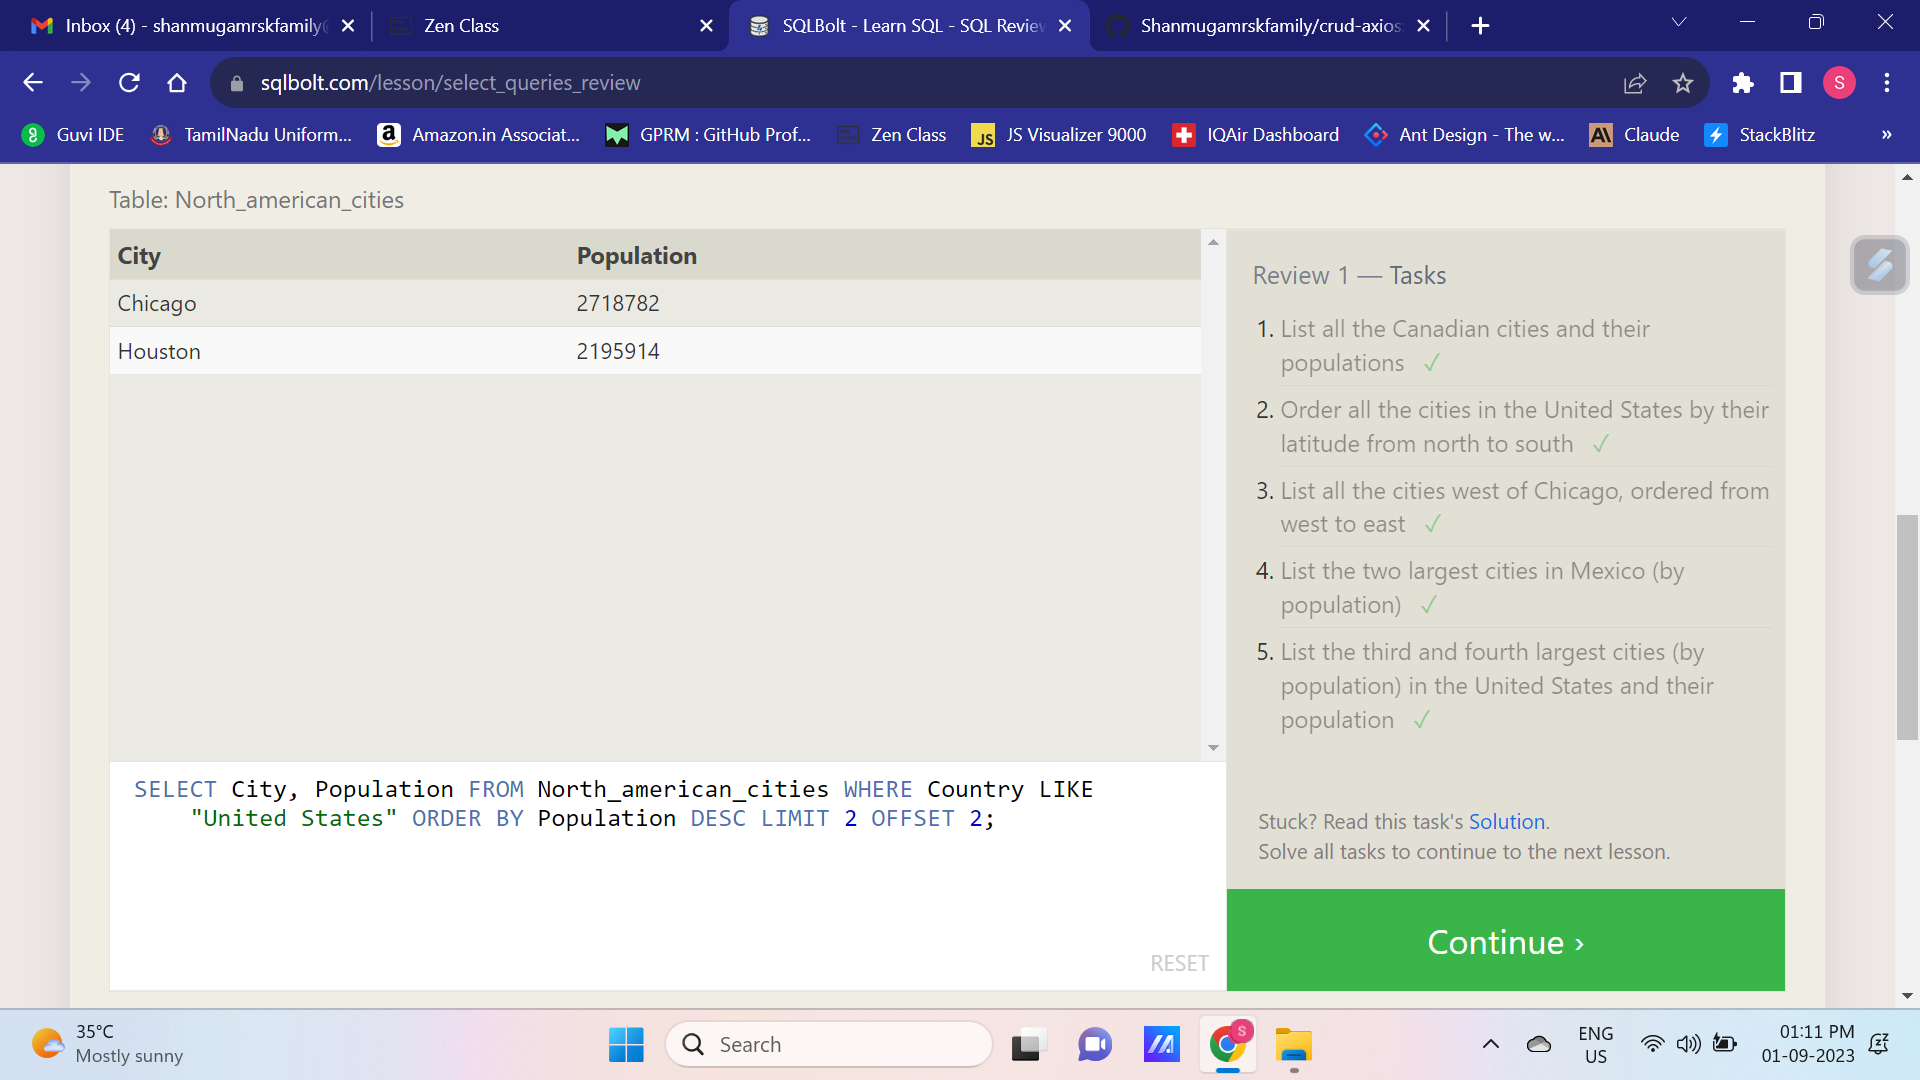 Inbox (4) - shanmugamrskfamily@
Zen Class
SQLBolt - Learn SQL - SQL Review
Shanmugamrskfamily/crud-axios
S
sqlbolt.com/lesson/select_queries_review
Guvi IDE
TamilNadu Uniform...
Amazon.in Associat...
GPRM : GitHub Prof...
Zen Class
JS Visualizer 9000
IQAir Dashboard
Ant Design - The w...
Claude
StackBlitz
»
Table: North_american_cities
City Population
Chicago 2718782
Houston 2195914
Review 1 — Tasks
1. List all the Canadian cities and their
populations ✓
2. Order all the cities in the United States by their
latitude from north to south ✓
3. List all the cities west of Chicago, ordered from
west to east ✓
4. List the two largest cities in Mexico (by
population) ✓
5. List the third and fourth largest cities (by
population) in the United States and their
population ✓
SELECT City, Population FROM North_american_cities WHERE Country LIKE
"United States" ORDER BY Population DESC LIMIT 2 OFFSET 2;
RESET
Stuck? Read this task's Solution.
Solve all tasks to continue to the next lesson.
Continue ›
35°C
Mostly sunny
Search
S
ENG
US
01:11 PM
01-09-2023